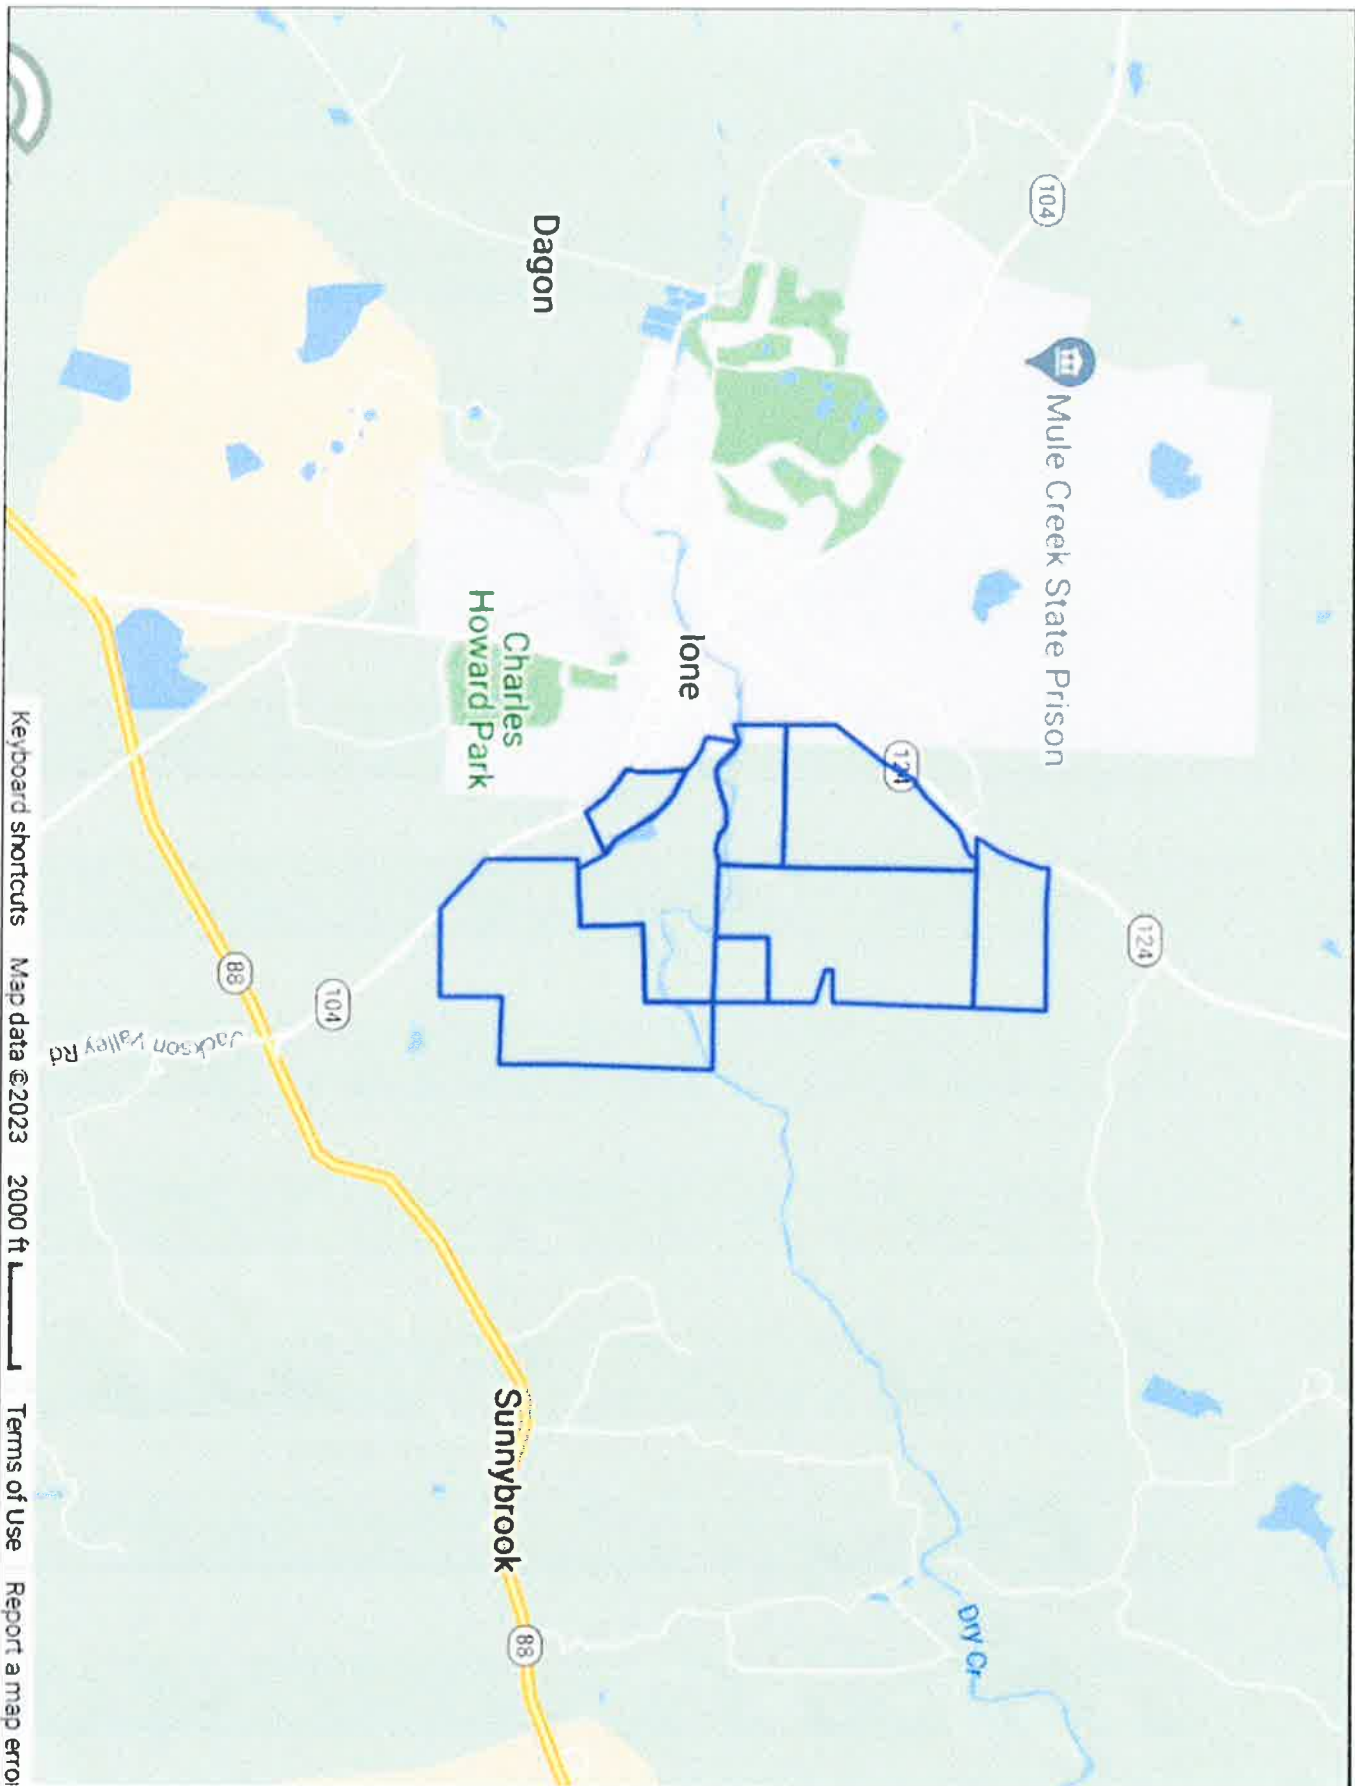 104
Mule Creek State Prison
124
124
Dagon
Ione
Charles
Howard Park
Dry Cr
104
88
Jackson Valley Rd
Sunnybrook
88
Keyboard shortcuts Map data ©2023 2000 ft Terms of Use Report a map error